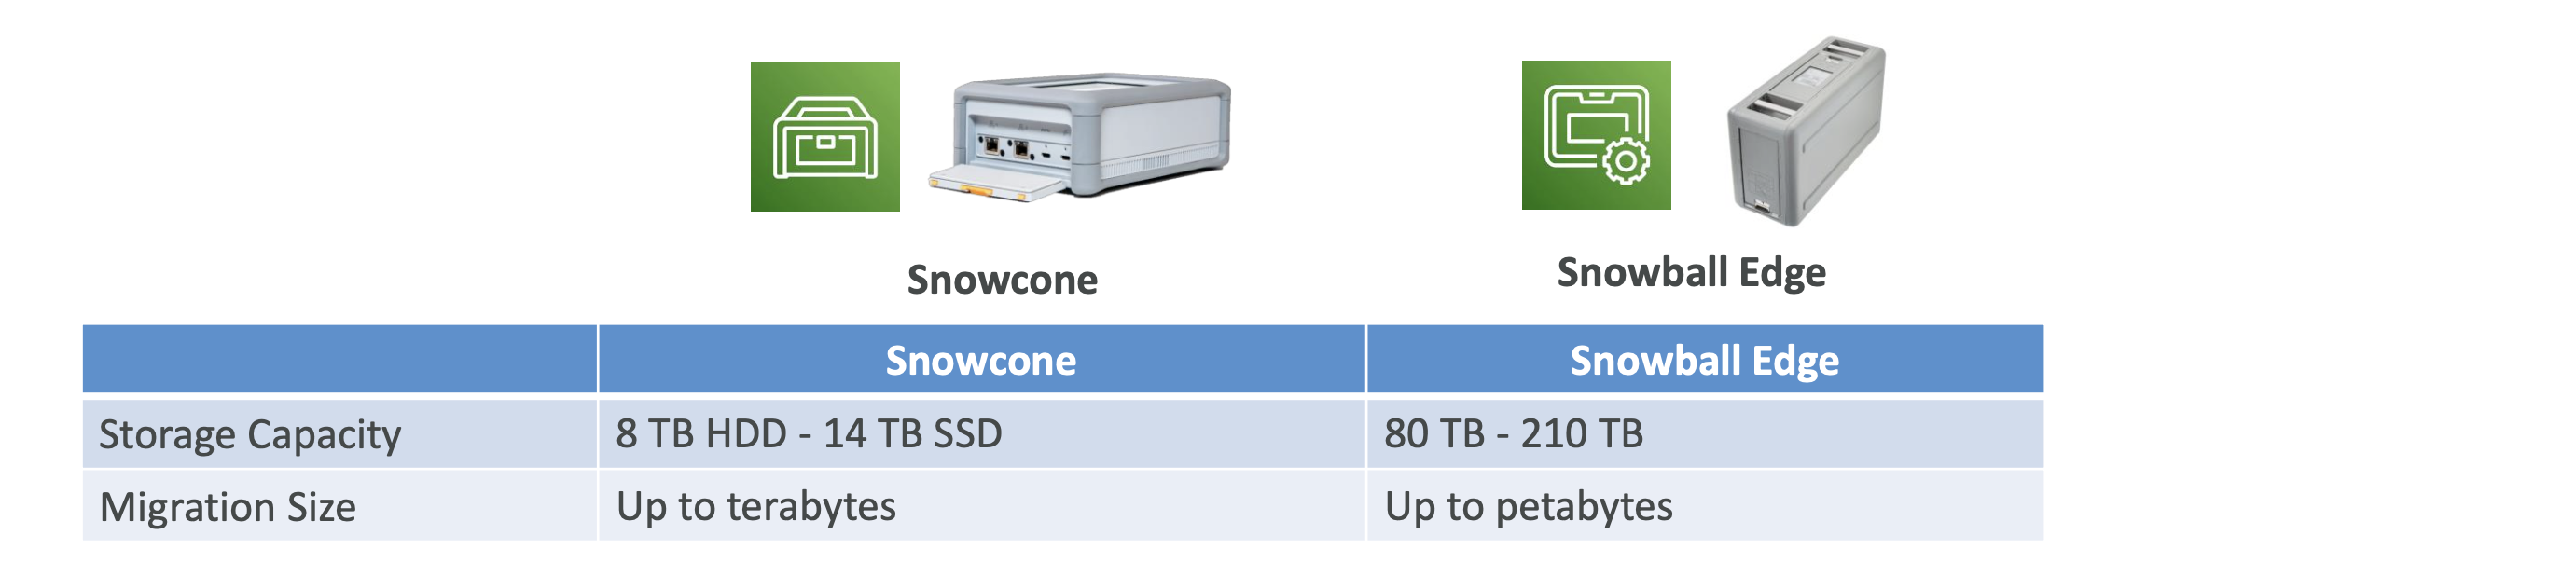 Snowcone
Snowball Edge
Snowcone Snowball Edge
Storage Capacity 8 TB HDD - 14 TB SSD 80 TB - 210 TB
Migration Size Up to terabytes Up to petabytes